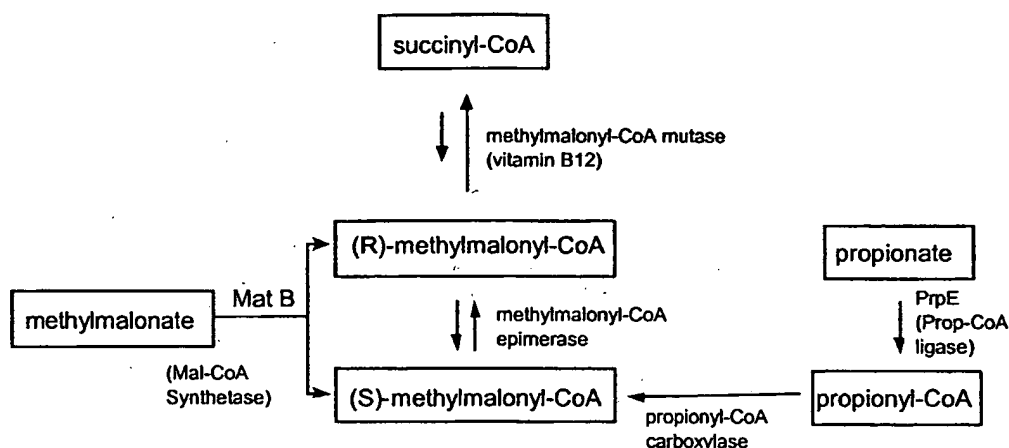 succinyl-CoA
methylmalonyl-CoA mutase
(vitamin B12)
(R)-methylmalonyl-CoA
propionate
Mat B
methylmalonate
methylmalonyl-CoA
epimerase
PrpE
(Prop-CoA
ligase)
(Mal-CoA
Synthetase)
(S)-methylmalonyl-CoA
propionyl-CoA
propionyl-CoA
carboxylase